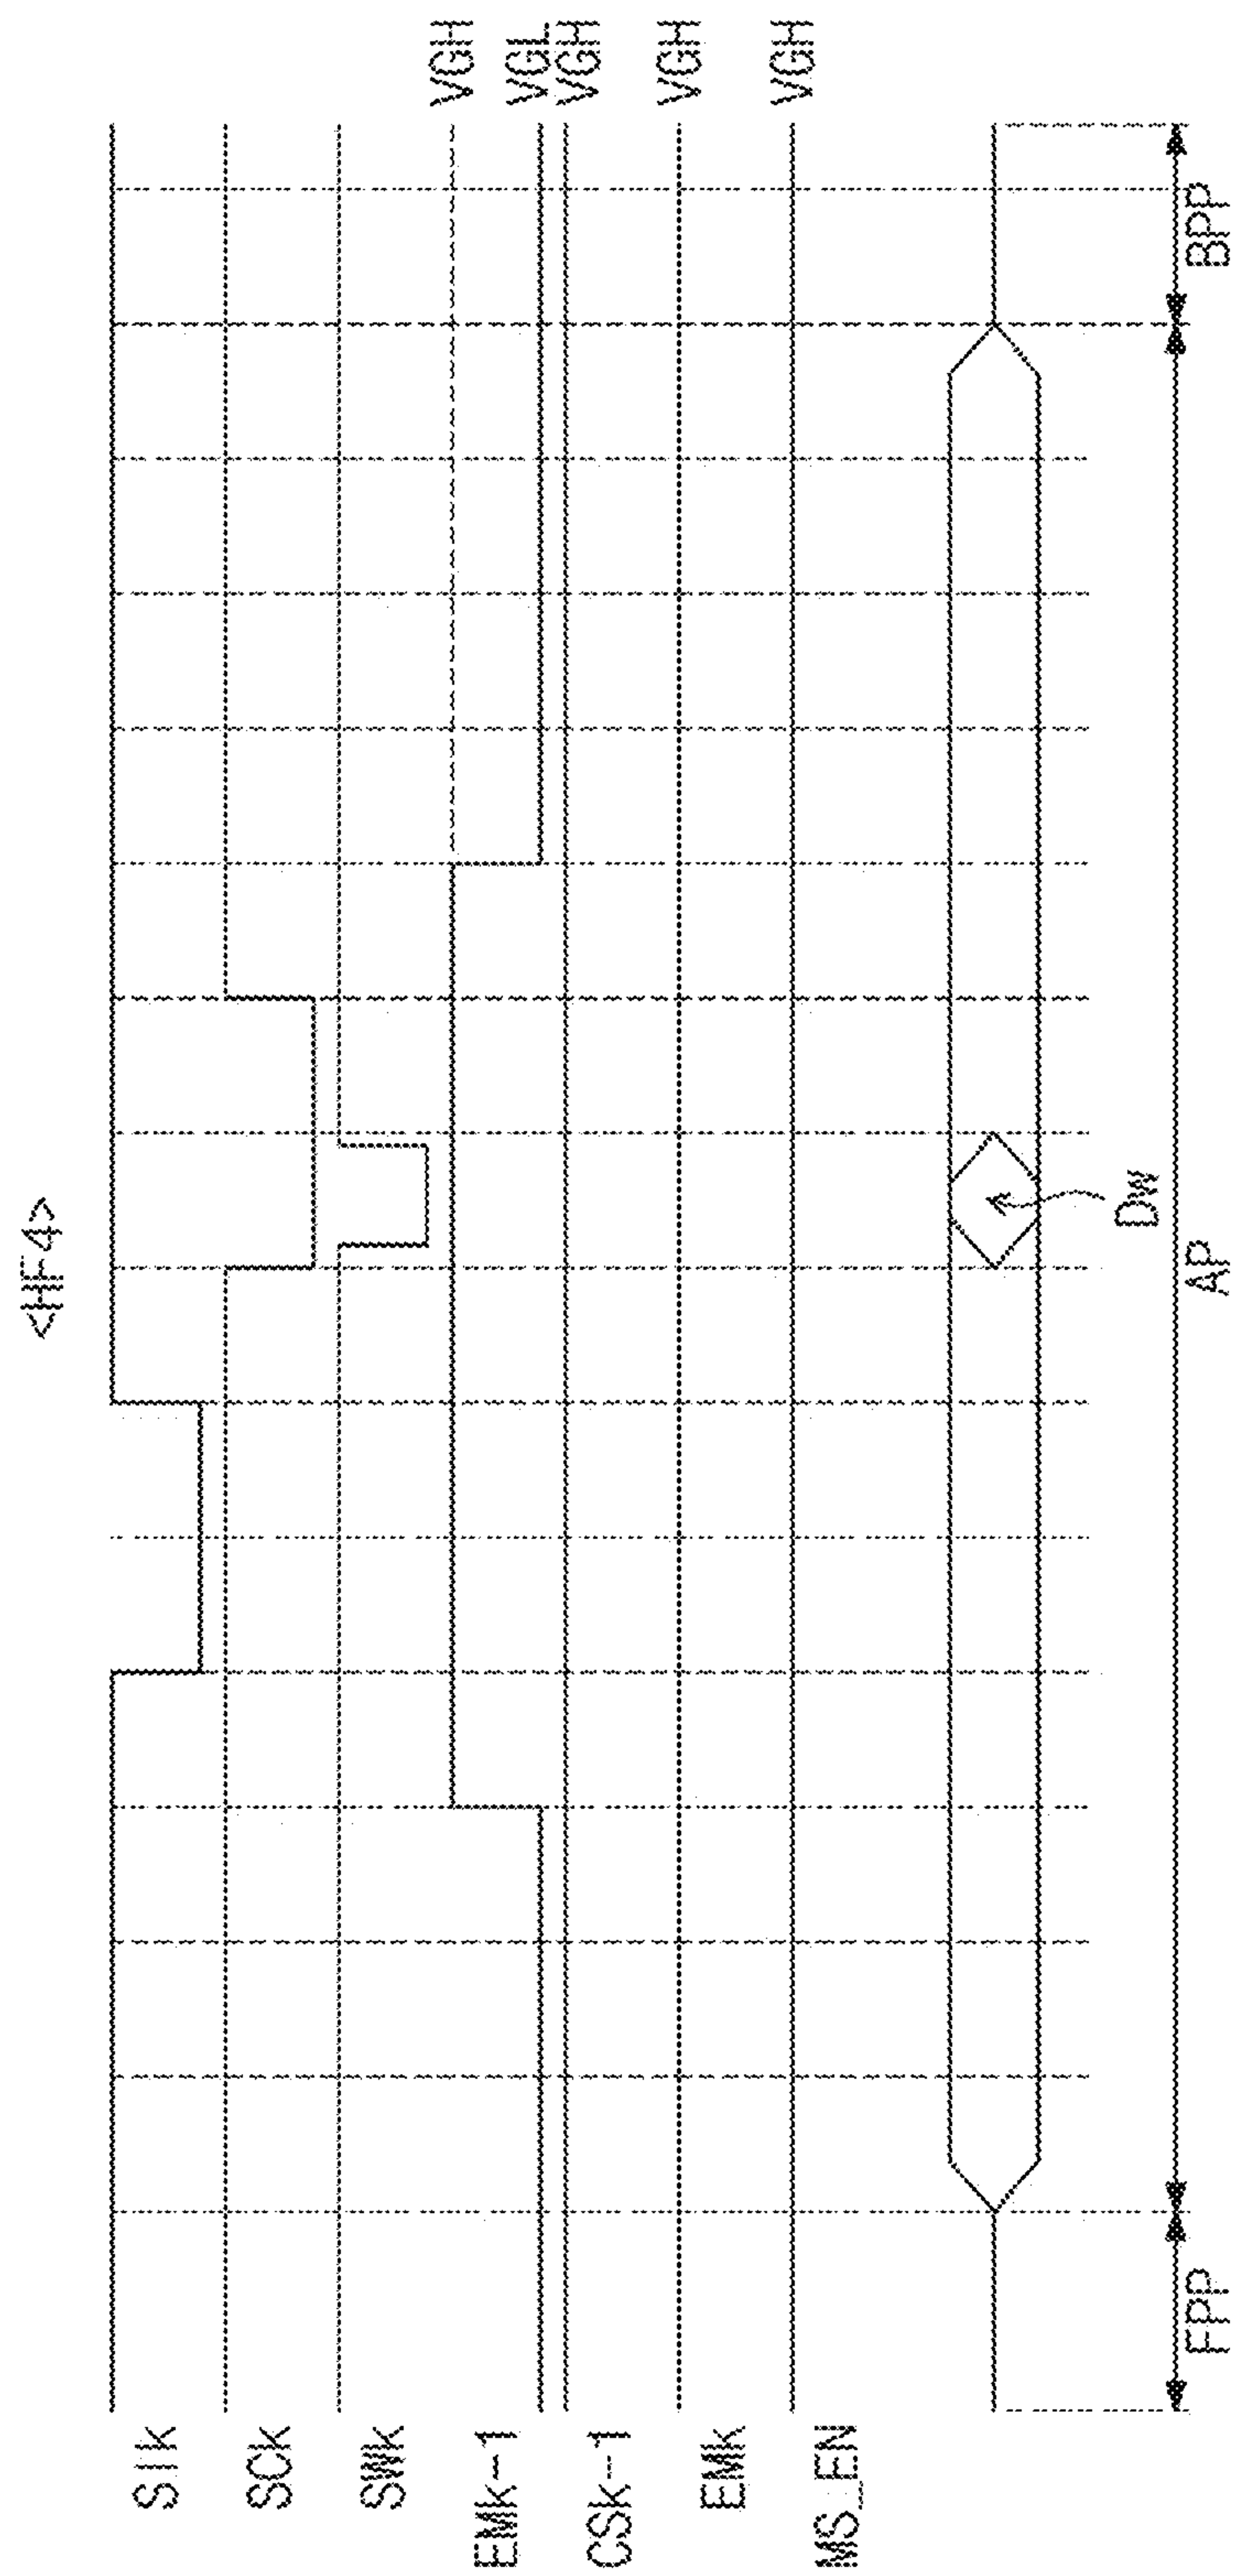 <HF4>
SIk
SCk
SWk
EMk-1
VGH
VGL
CSk-1
VGH
EMk
VGH
MS_EN
VGH
Dw
FPP
AP
BPP